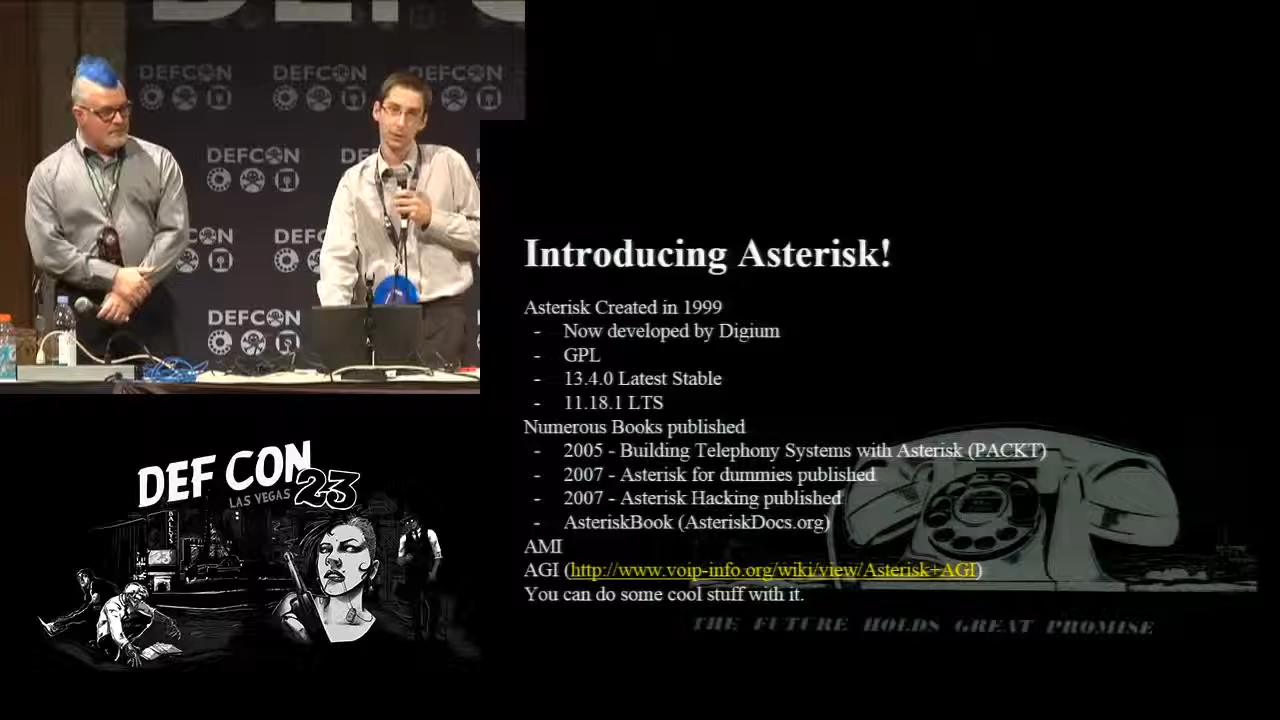 DEFCON
DEFCON
DEFCON
DEFCON
DEFCON
Introducing Asterisk!
Asterisk Created in 1999
- Now developed by Digium
- GPL
- 13.4.0 Latest Stable
- 11.18.1 LTS
Numerous Books published
- 2005 - Building Telephony Systems with Asterisk (PACKT)
- 2007 - Asterisk for dummies published
- 2007 - Asterisk Hacking published
- AsteriskBook (AsteriskDocs.org)
AMI
AGI (http://www.voip-info.org/wiki/view/Asterisk+AGI)
You can do some cool stuff with it.
THE FUTURE HOLDS GREAT PROMISE
DEF CON 23
LAS VEGAS
BALLY'S